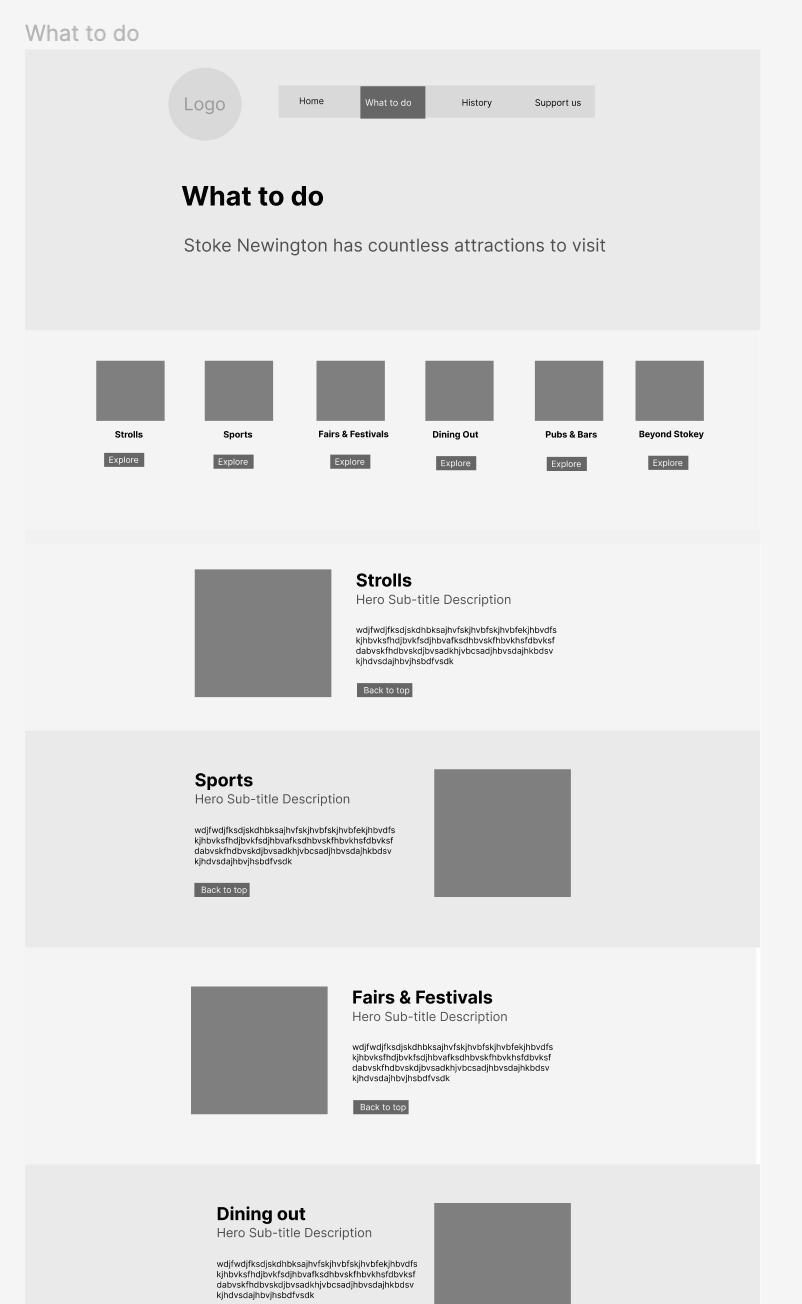 What to do
Logo
Home What to do History Support us
What to do
Stoke Newington has countless attractions to visit
Strolls Sports Fairs & Festivals Dining Out Pubs & Bars Beyond Stokey
Explore Explore Explore Explore Explore Explore
Strolls
Hero Sub-title Description
wdjfwdjfksdjskdhbksajhvfskjhvbfskjhvbfekjhbvdfs
kjhbvksfhdjbvkfsdjhbvafksdhbvskfhbvkhsfdbvksf
dabvskfhdbvskdjbvsadkhjvbcsadjhbvsdajhkbdsv
kjhdvsdajhbvjhsbdfvsdk
Back to top
Sports
Hero Sub-title Description
wdjfwdjfksdjskdhbksajhvfskjhvbfskjhvbfekjhbvdfs
kjhbvksfhdjbvkfsdjhbvafksdhbvskfhbvkhsfdbvksf
dabvskfhdbvskdjbvsadkhjvbcsadjhbvsdajhkbdsv
kjhdvsdajhbvjhsbdfvsdk
Back to top
Fairs & Festivals
Hero Sub-title Description
wdjfwdjfksdjskdhbksajhvfskjhvbfskjhvbfekjhbvdfs
kjhbvksfhdjbvkfsdjhbvafksdhbvskfhbvkhsfdbvksf
dabvskfhdbvskdjbvsadkhjvbcsadjhbvsdajhkbdsv
kjhdvsdajhbvjhsbdfvsdk
Back to top
Dining out
Hero Sub-title Description
wdjfwdjfksdjskdhbksajhvfskjhvbfskjhvbfekjhbvdfs
kjhbvksfhdjbvkfsdjhbvafksdhbvskfhbvkhsfdbvksf
dabvskfhdbvskdjbvsadkhjvbcsadjhbvsdajhkbdsv
kjhdvsdajhbvjhsbdfvsdk